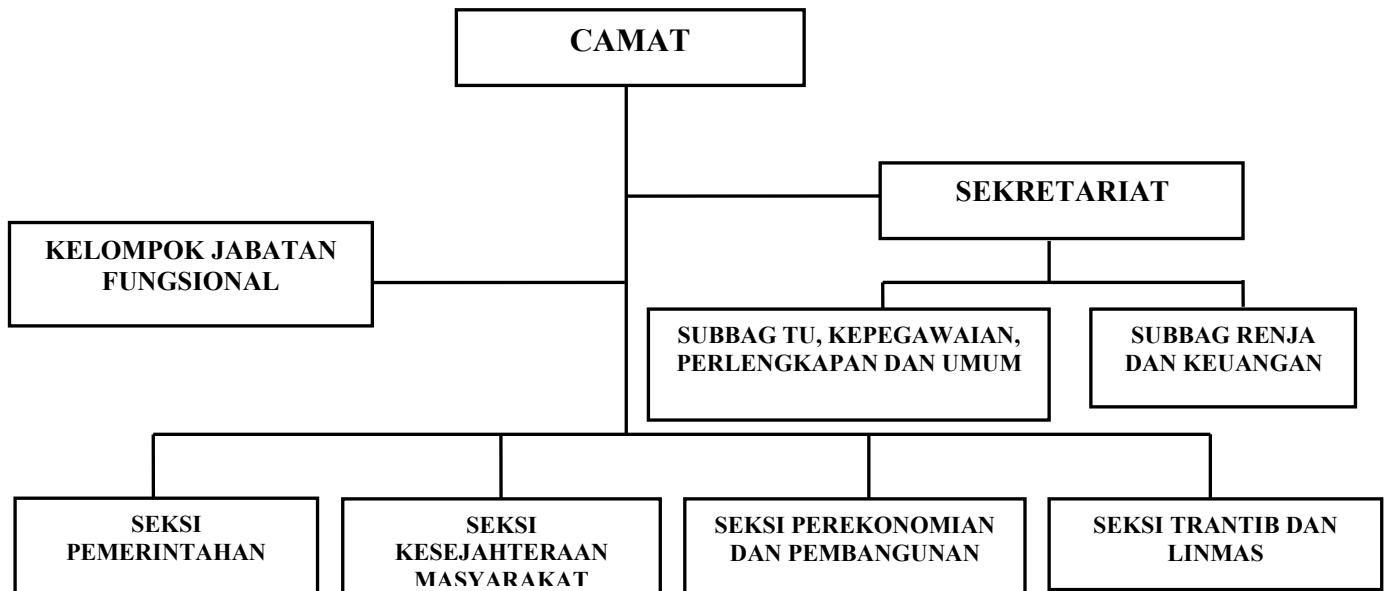 CAMAT
SEKRETARIAT
KELOMPOK JABATAN
FUNGSIONAL
SUBBAG TU, KEPEGAWAIAN,
PERLENGKAPAN DAN UMUM
SUBBAG RENJA
DAN KEUANGAN
SEKSI
PEMERINTAHAN
SEKSI
KESEJAHTERAAN
MASYARAKAT
SEKSI PEREKONOMIAN
DAN PEMBANGUNAN
SEKSI TRANTIB DAN
LINMAS